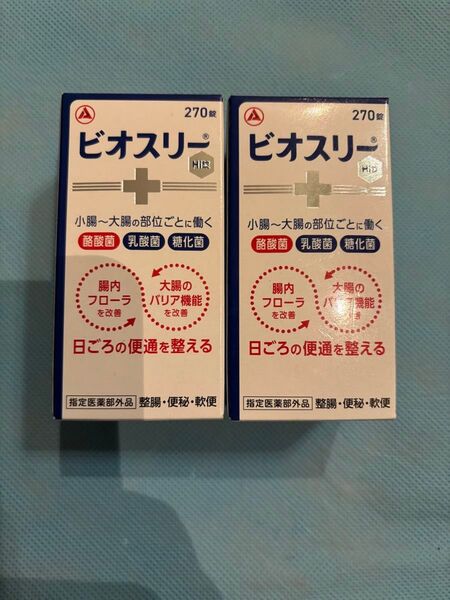 270錠
ビオスリー®
Hi錠
小腸～大腸の部位ごとに働く
酪酸菌 乳酸菌 糖化菌
腸内
フローラ
を改善
大腸の
バリア機能
を改善
日ごろの便通を整える
指定医薬部外品 整腸・便秘・軟便
270錠
ビオスリー®
Hi錠
小腸～大腸の部位ごとに働く
酪酸菌 乳酸菌 糖化菌
腸内
フローラ
を改善
大腸の
バリア機能
を改善
日ごろの便通を整える
指定医薬部外品 整腸・便秘・軟便